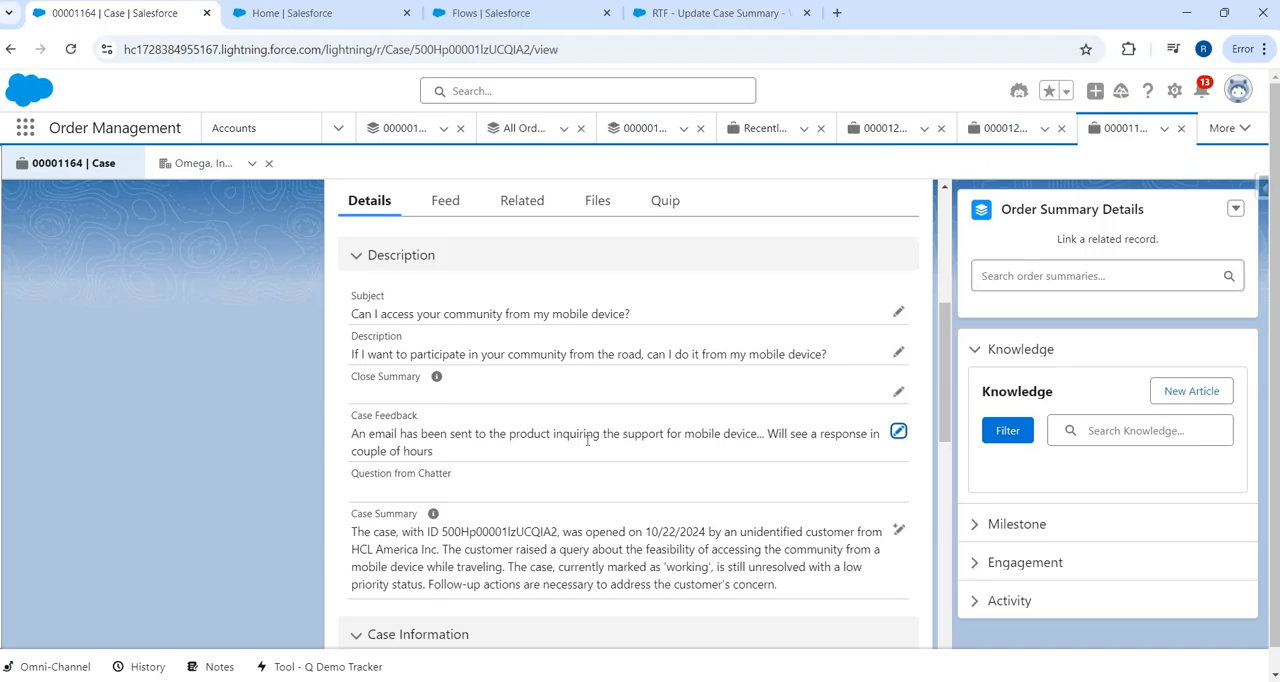 00001164 | Case | Salesforce
Home | Salesforce
Flows | Salesforce
RTF - Update Case Summary -
hc1728384955167.lightning.force.com/lightning/r/Case/500Hp00001lzUCQIA2/view
R
Error
Search...
13
Order Management
Accounts
000001...
All Ord...
000001...
Recentl...
000012...
000012...
000011...
More
00001164 | Case
Omega, In...
Details
Feed
Related
Files
Quip
Description
Subject
Can I access your community from my mobile device?
Description
If I want to participate in your community from the road, can I do it from my mobile device?
Close Summary
Case Feedback
An email has been sent to the product inquiring the support for mobile device... Will see a response in
couple of hours
Question from Chatter
Case Summary
The case, with ID 500Hp00001lzUCQIA2, was opened on 10/22/2024 by an unidentified customer from
HCL America Inc. The customer raised a query about the feasibility of accessing the community from a
mobile device while traveling. The case, currently marked as 'working', is still unresolved with a low
priority status. Follow-up actions are necessary to address the customer's concern.
Case Information
Order Summary Details
Link a related record.
Search order summaries...
Knowledge
Knowledge
New Article
Filter
Search Knowledge...
Milestone
Engagement
Activity
Omni-Channel
History
Notes
Tool - Q Demo Tracker